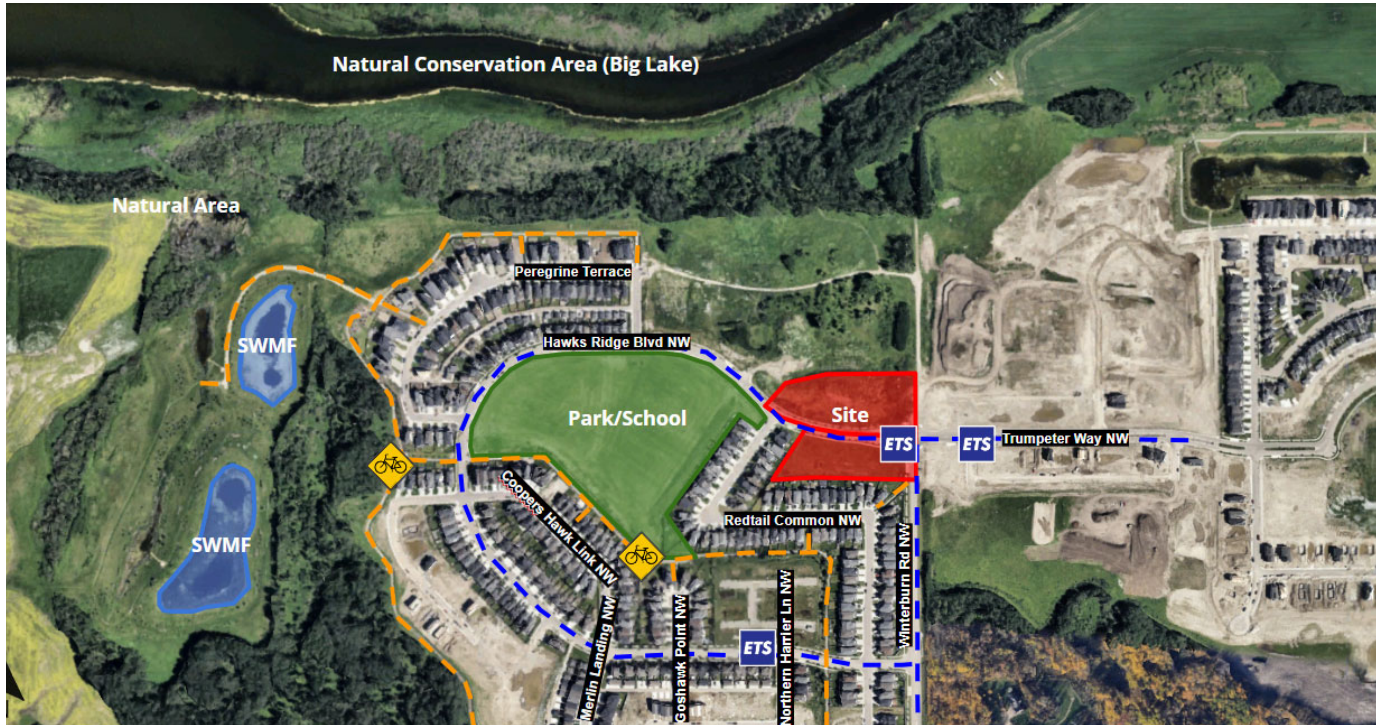 Natural Conservation Area (Big Lake)
Natural Area
Peregrine Terrace
SWMF
Hawks Ridge Blvd NW
Park/School
Site
ETS
ETS
Trumpeter Way NW
Coopers Hawk Link NW
Redtail Common NW
SWMF
Winterburn Rd NW
Merlin Landing NW
Goshawk Point NW
ETS
Northern Harrier Ln NW